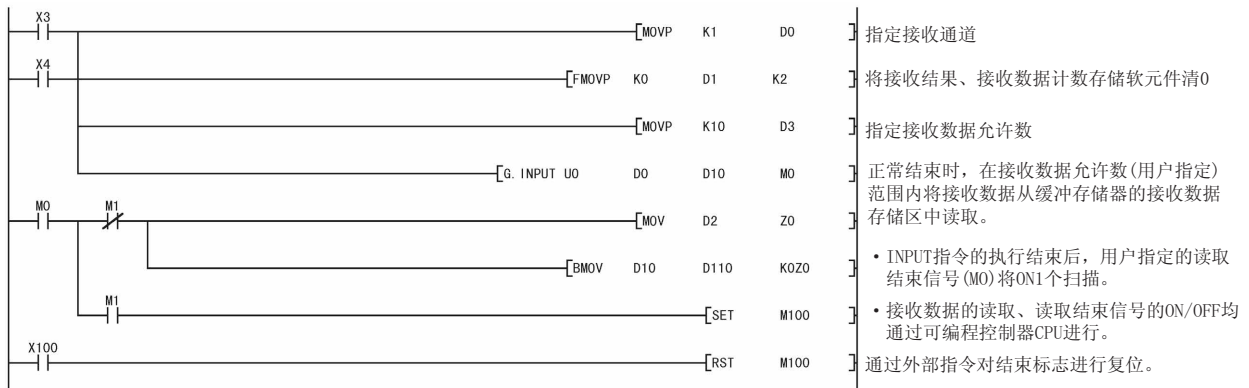 X3
[MOVP K1 D0 ] 指定接收通道
X4
[FMOVP K0 D1 K2 ] 将接收结果、接收数据计数存储软元件清0
[MOVP K10 D3 ] 指定接收数据允许数
[G. INPUT U0 D0 D10 M0 ] 正常结束时，在接收数据允许数(用户指定)
范围内将接收数据从缓冲存储器的接收数据
M0 M1
[MOV D2 Z0 ] 存储区中读取。
[BMOV D10 D110 K0Z0 ] • INPUT指令的执行结束后，用户指定的读取
结束信号(M0)将ON1个扫描。
M1
[SET M100 ] • 接收数据的读取、读取结束信号的ON/OFF均
通过可编程控制器CPU进行。
X100
[RST M100 ] 通过外部指令对结束标志进行复位。